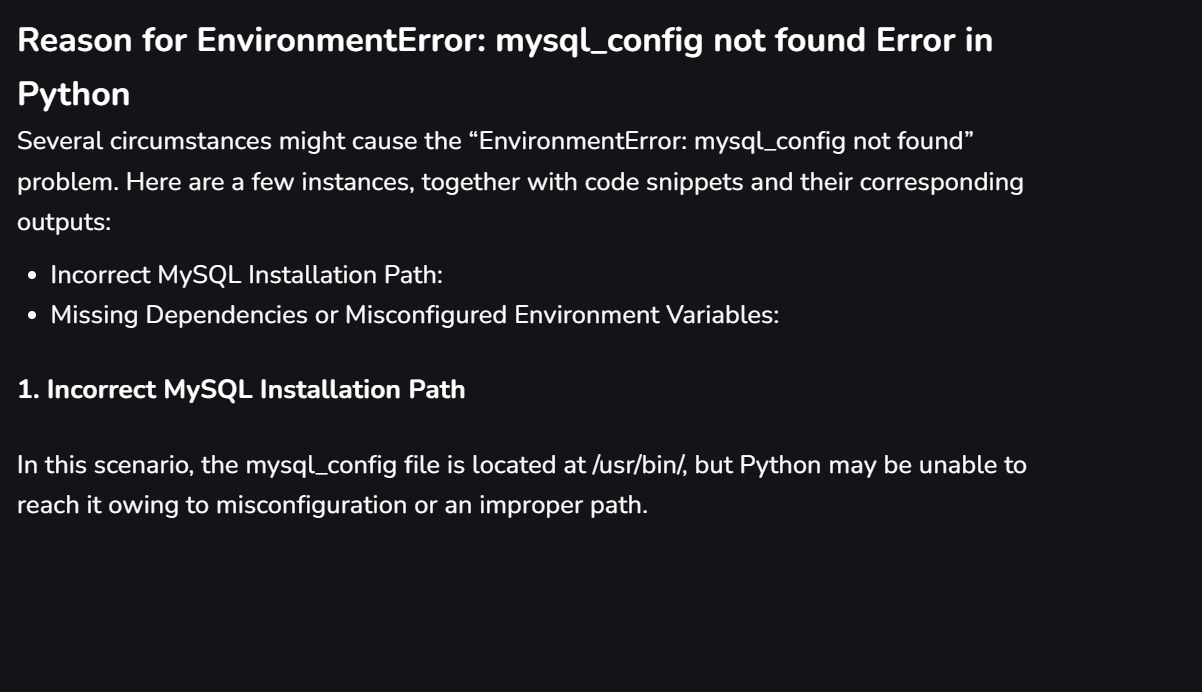 Reason for EnvironmentError: mysql_config not found Error in
Python
Several circumstances might cause the “EnvironmentError: mysql_config not found”
problem. Here are a few instances, together with code snippets and their corresponding
outputs:
• Incorrect MySQL Installation Path:
• Missing Dependencies or Misconfigured Environment Variables:
1. Incorrect MySQL Installation Path
In this scenario, the mysql_config file is located at /usr/bin/, but Python may be unable to
reach it owing to misconfiguration or an improper path.